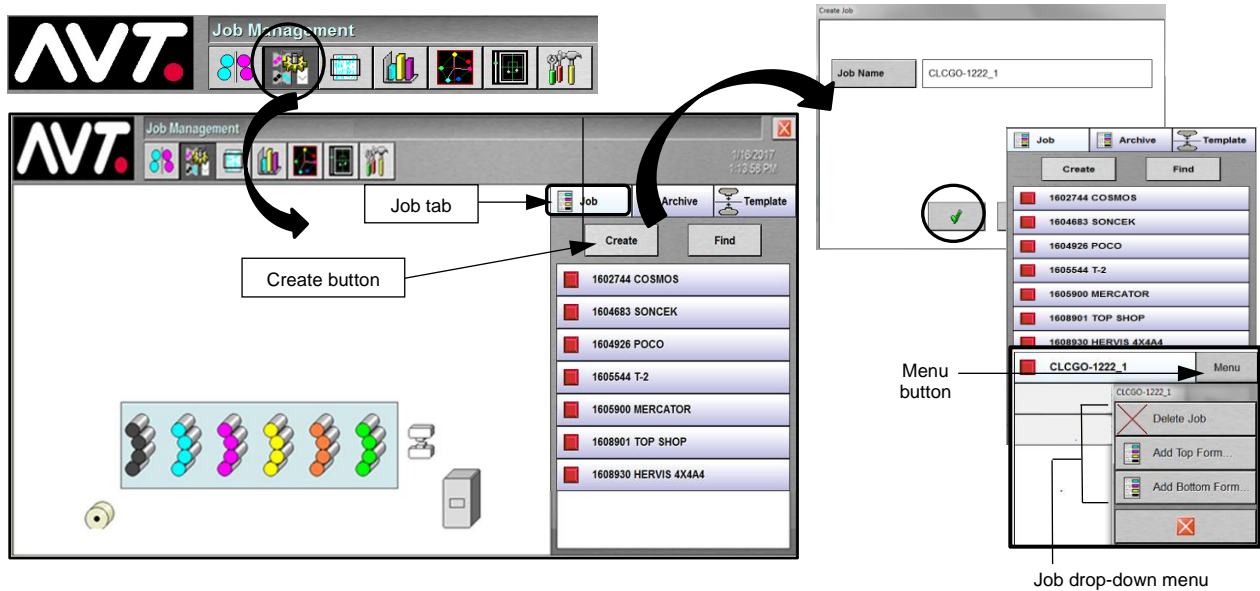 AVT.
Job Management
Create Job
Job Name
CLCGO-1222_1
AVT.
Job Management
1/16/2017
1:13:56 PM
Job
Archive
Template
Create
Find
1602744 COSMOS
1604683 SONCEK
1604926 POCO
1605544 T-2
1605900 MERCATOR
1608901 TOP SHOP
1608930 HERVIS 4X4A4
Job tab
Create button
Job
Archive
Template
Create
Find
1602744 COSMOS
1604683 SONCEK
1604926 POCO
1605544 T-2
1605900 MERCATOR
1608901 TOP SHOP
1608930 HERVIS 4X4A4
CLCGO-1222_1
Menu
Menu
button
CLCGO-1222_1
Delete Job
Add Top Form...
Add Bottom Form...
Job drop-down menu